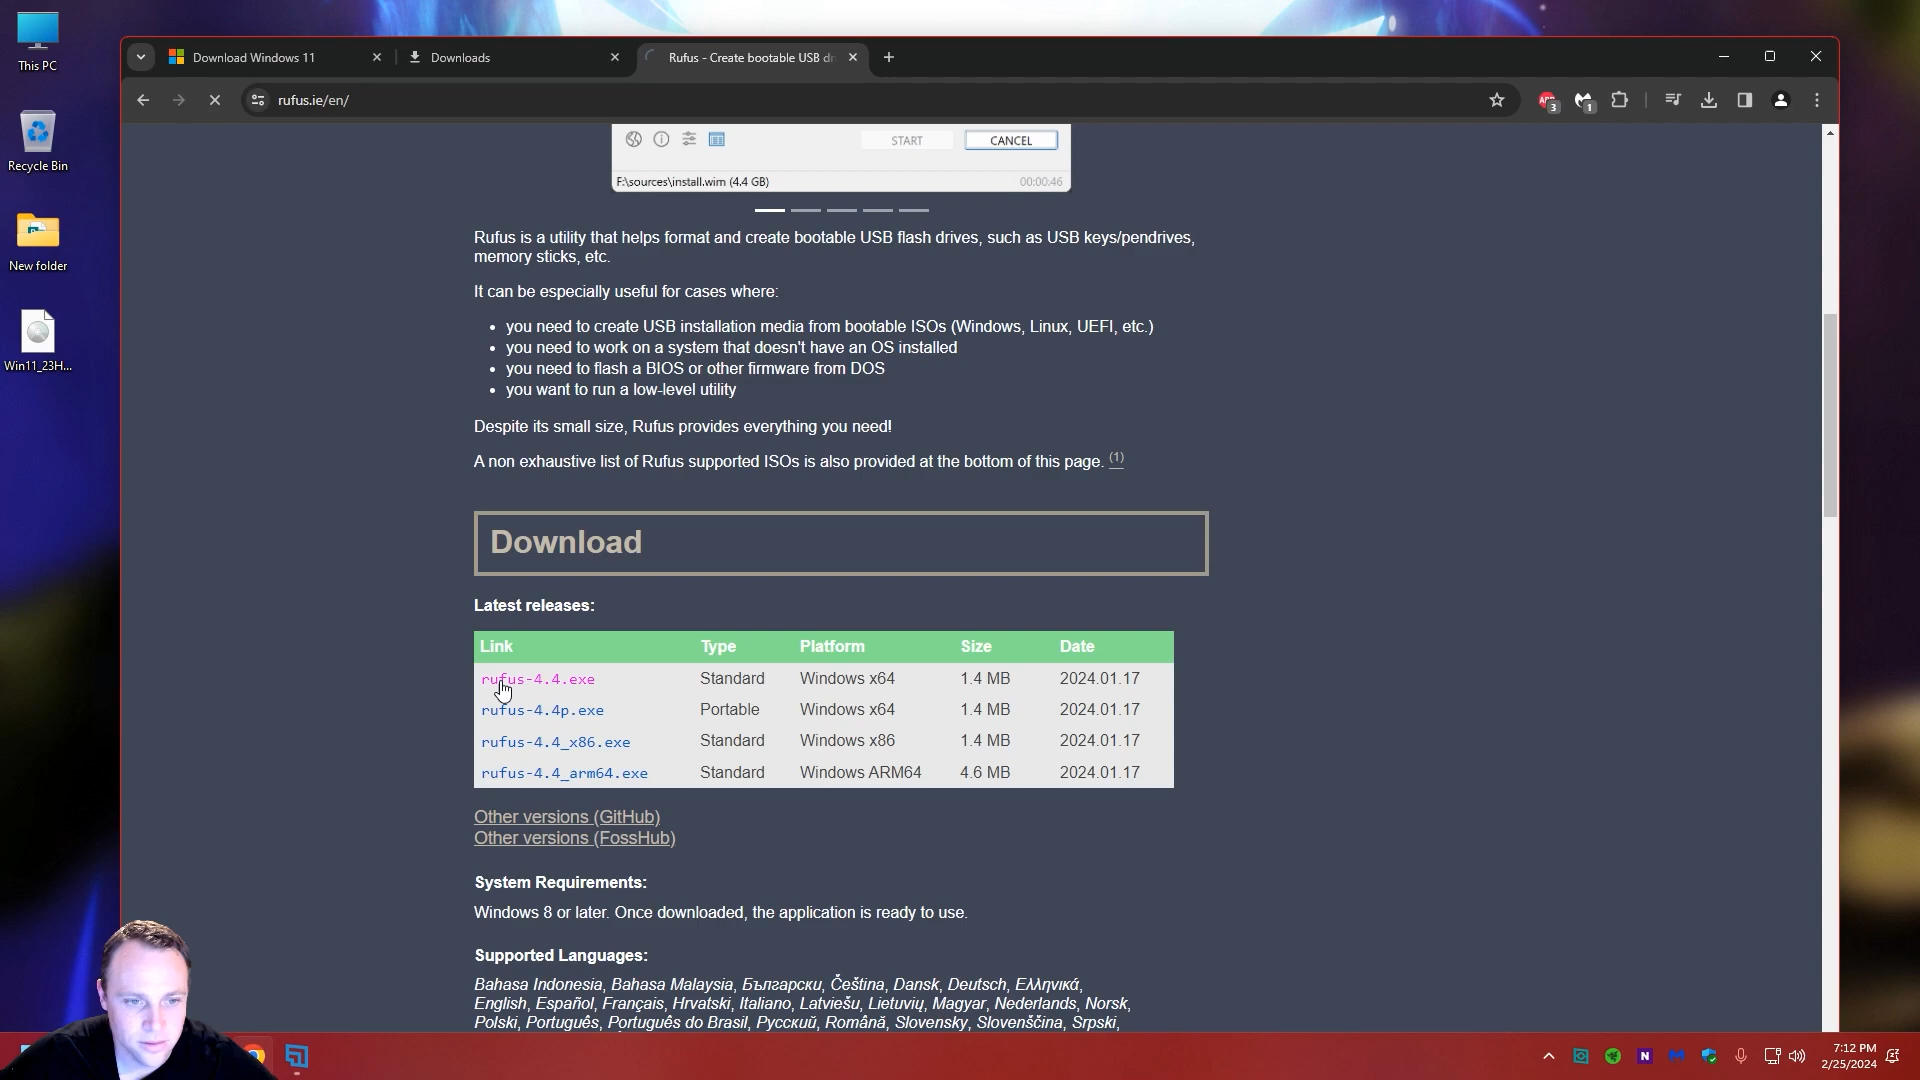 This PC
Recycle Bin
New folder
Win11_23H...
Download Windows 11
Downloads
Rufus - Create bootable USB dr
rufus.ie/en/
3
1
START
CANCEL
F:\sources\install.wim (4.4 GB)
00:00:46
Rufus is a utility that helps format and create bootable USB flash drives, such as USB keys/pendrives,
memory sticks, etc.
It can be especially useful for cases where:
• you need to create USB installation media from bootable ISOs (Windows, Linux, UEFI, etc.)
• you need to work on a system that doesn't have an OS installed
• you need to flash a BIOS or other firmware from DOS
• you want to run a low-level utility
Despite its small size, Rufus provides everything you need!
A non exhaustive list of Rufus supported ISOs is also provided at the bottom of this page. (1)
Download
Latest releases:
Link Type Platform Size Date
rufus-4.4.exe Standard Windows x64 1.4 MB 2024.01.17
rufus-4.4p.exe Portable Windows x64 1.4 MB 2024.01.17
rufus-4.4_x86.exe Standard Windows x86 1.4 MB 2024.01.17
rufus-4.4_arm64.exe Standard Windows ARM64 4.6 MB 2024.01.17
Other versions (GitHub)
Other versions (FossHub)
System Requirements:
Windows 8 or later. Once downloaded, the application is ready to use.
Supported Languages:
Bahasa Indonesia, Bahasa Malaysia, Български, Čeština, Dansk, Deutsch, Ελληνικά,
English, Español, Français, Hrvatski, Italiano, Latviešu, Lietuvių, Magyar, Nederlands, Norsk,
Polski, Português, Português do Brasil, Русский, Română, Slovensky, Slovenščina, Srpski,
N
7:12 PM
2/25/2024